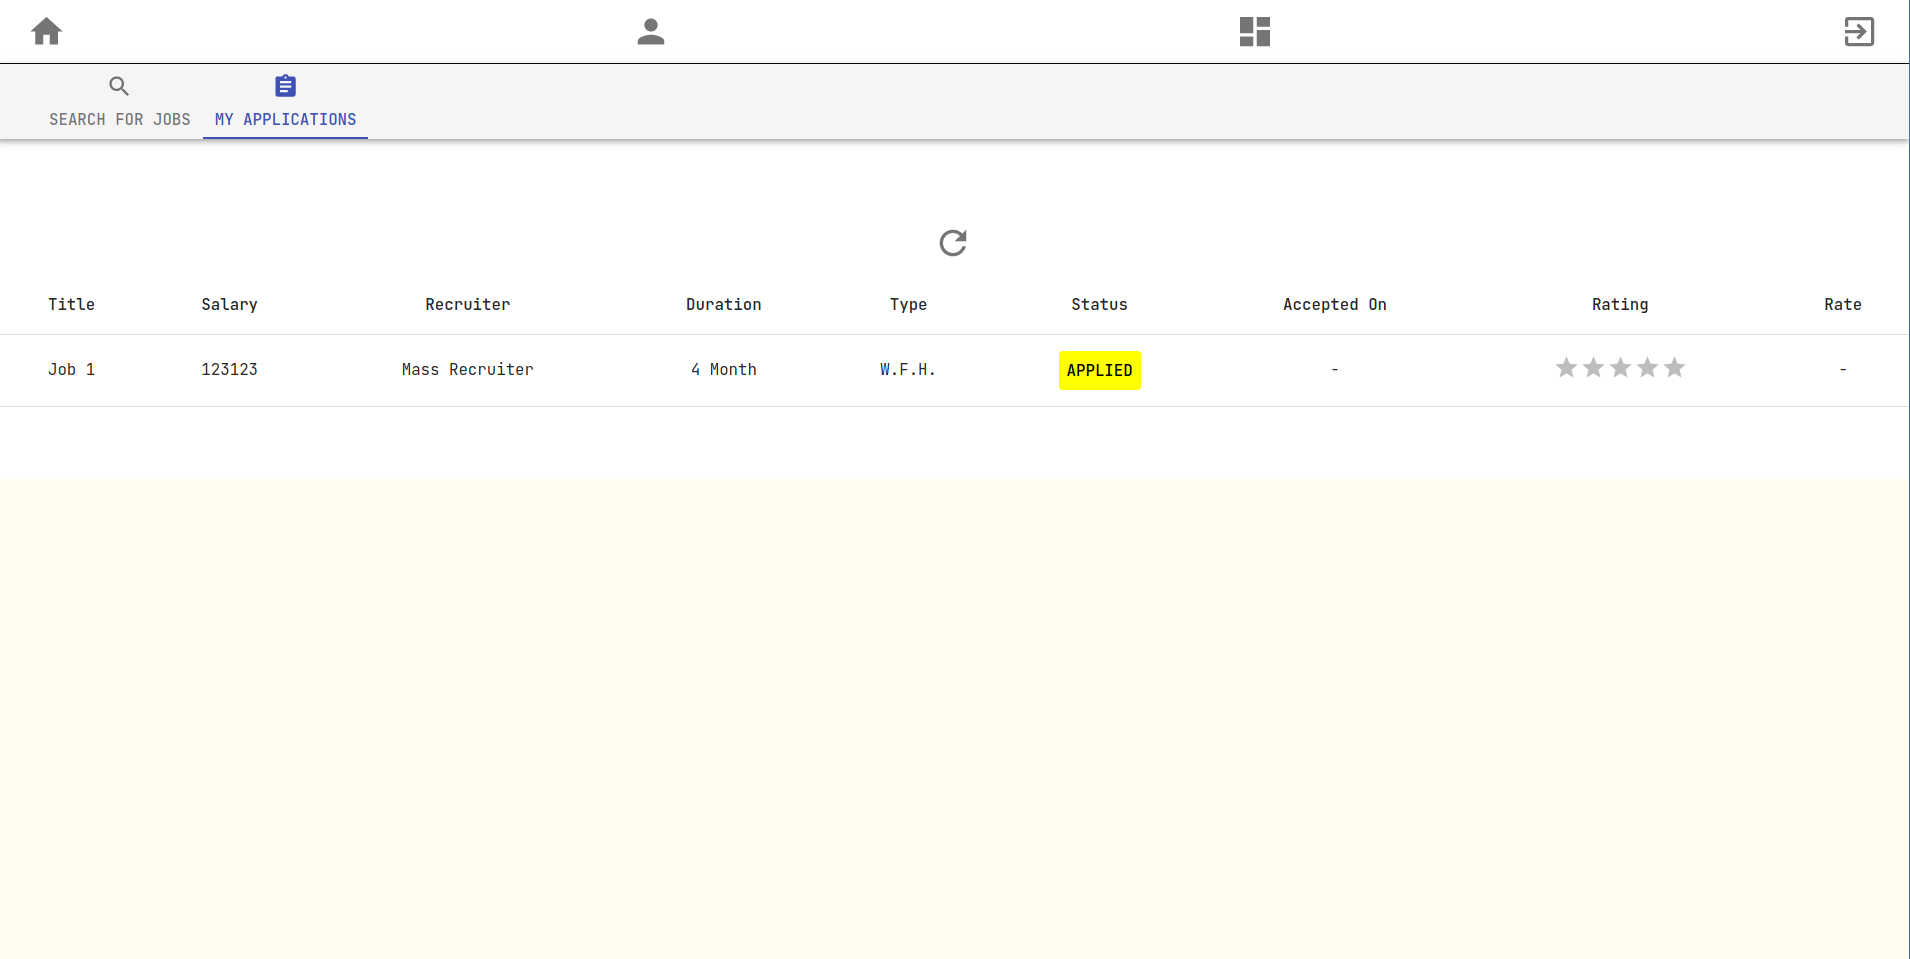 SEARCH FOR JOBS MY APPLICATIONS
Title Salary Recruiter Duration Type Status Accepted On Rating Rate
Job 1 123123 Mass Recruiter 4 Month W.F.H. APPLIED - -